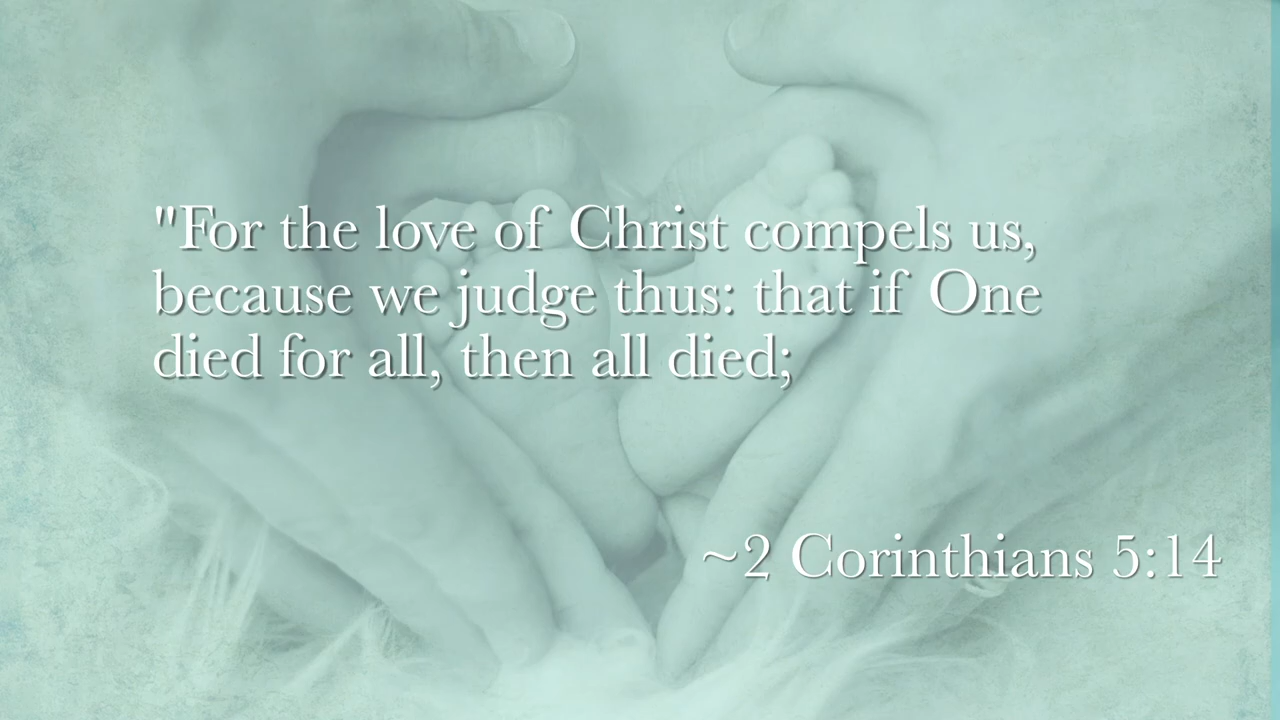 "For the love of Christ compels us,
because we judge thus: that if One
died for all, then all died;
~2 Corinthians 5:14